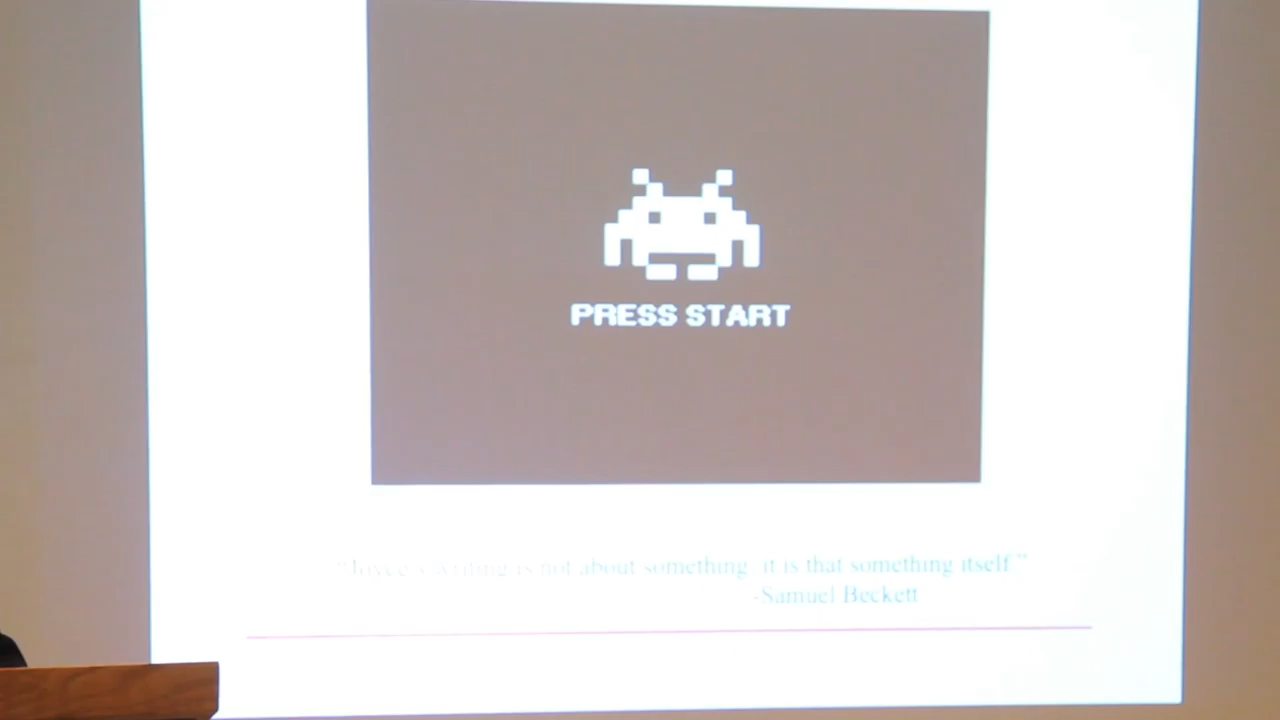 PRESS START
“Joyce's writing is not about something; it is that something itself.”
-Samuel Beckett